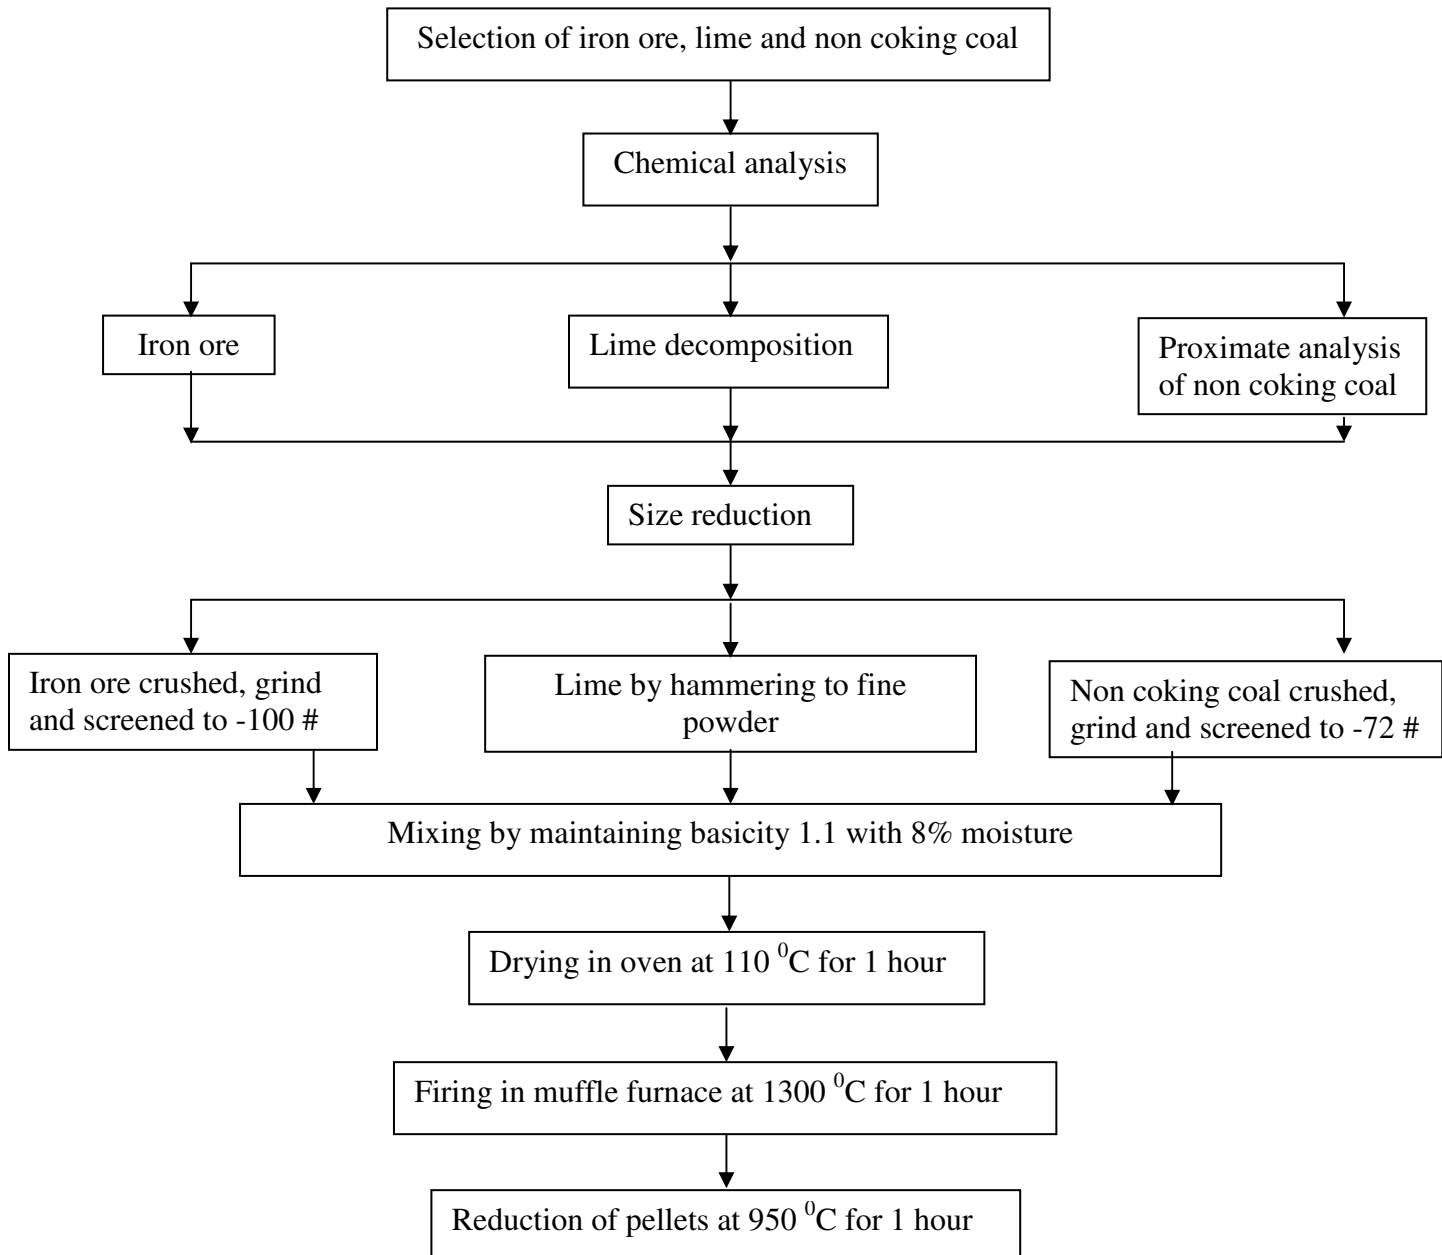 Selection of iron ore, lime and non coking coal
Chemical analysis
Iron ore
Lime decomposition
Proximate analysis
of non coking coal
Size reduction
Iron ore crushed, grind
and screened to -100 #
Lime by hammering to fine
powder
Non coking coal crushed,
grind and screened to -72 #
Mixing by maintaining basicity 1.1 with 8% moisture
Drying in oven at 110 ⁰C for 1 hour
Firing in muffle furnace at 1300 ⁰C for 1 hour
Reduction of pellets at 950 ⁰C for 1 hour